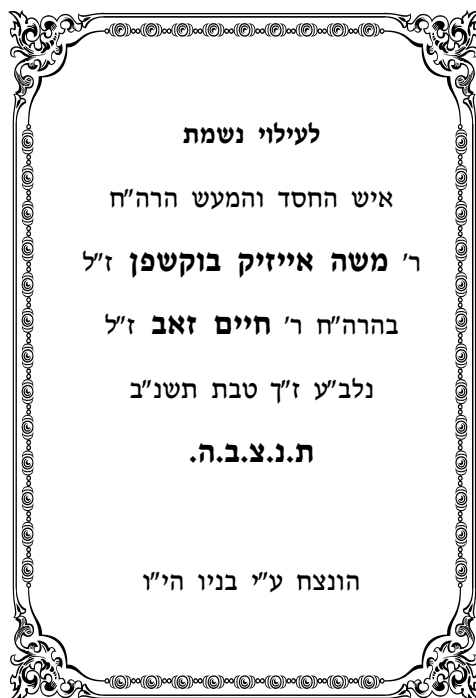 לעילוי נשמת
איש החסד והמעש הרה"ח
ר' משה אייזיק בוקשפן ז"ל
בהרה"ח ר' חיים זאב ז"ל
נלב"ע ז"ך טבת תשנ"ב
ת.נ.צ.ב.ה.
הונצח ע"י בניו הי"ו